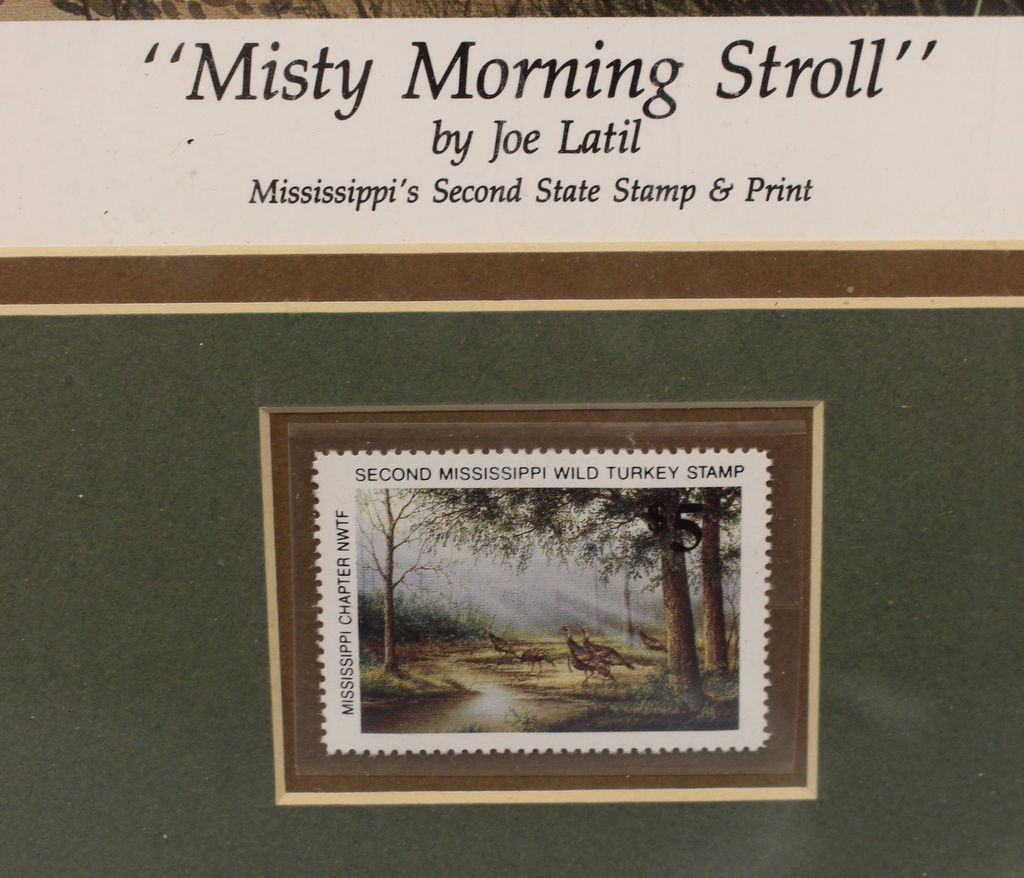 ‘‘Misty Morning Stroll’’
by Joe Latil
Mississippi's Second State Stamp & Print
SECOND MISSISSIPPI WILD TURKEY STAMP
$5
MISSISSIPPI CHAPTER NWTF